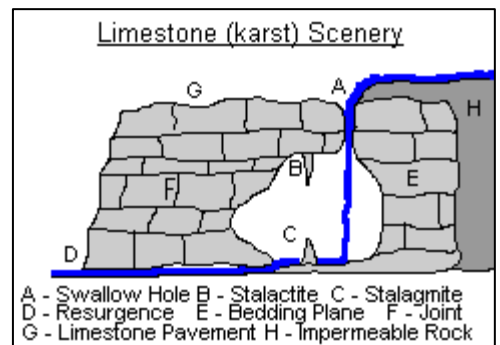 Limestone (karst) Scenery
G
A
H
B
E
F
C
D
A - Swallow Hole B - Stalactite C - Stalagmite
D - Resurgence E - Bedding Plane F - Joint
G - Limestone Pavement H - Impermeable Rock